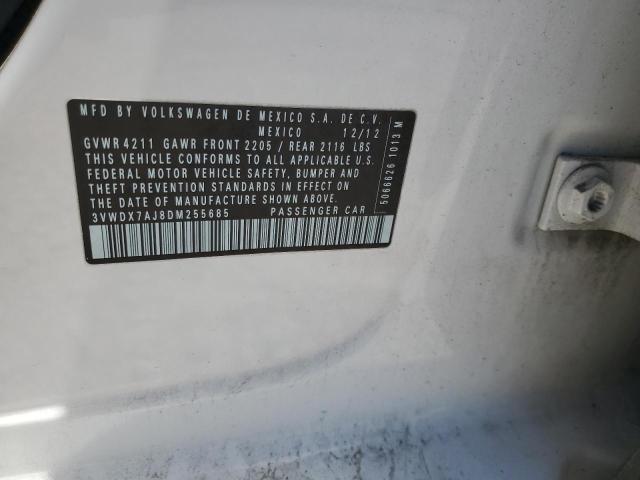 MFD BY VOLKSWAGEN DE MEXICO S.A. DE C.V.
MEXICO 12/12
GVWR 4211 GAWR FRONT 2205 / REAR 2116 LBS
THIS VEHICLE CONFORMS TO ALL APPLICABLE U.S.
FEDERAL MOTOR VEHICLE SAFETY, BUMPER AND
THEFT PREVENTION STANDARDS IN EFFECT ON
THE DATE OF MANUFACTURE SHOWN ABOVE.
3VWDX7AJ8DM255685 PASSENGER CAR
5066626 1013 M